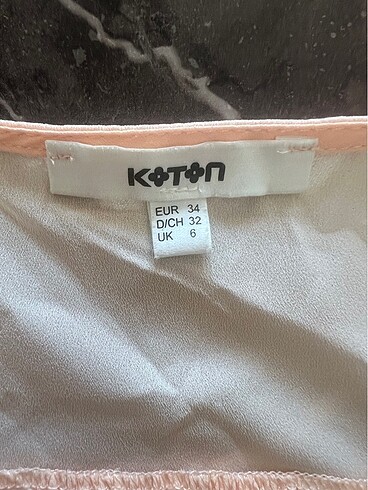 KOTON
EUR 34
D/CH 32
UK 6